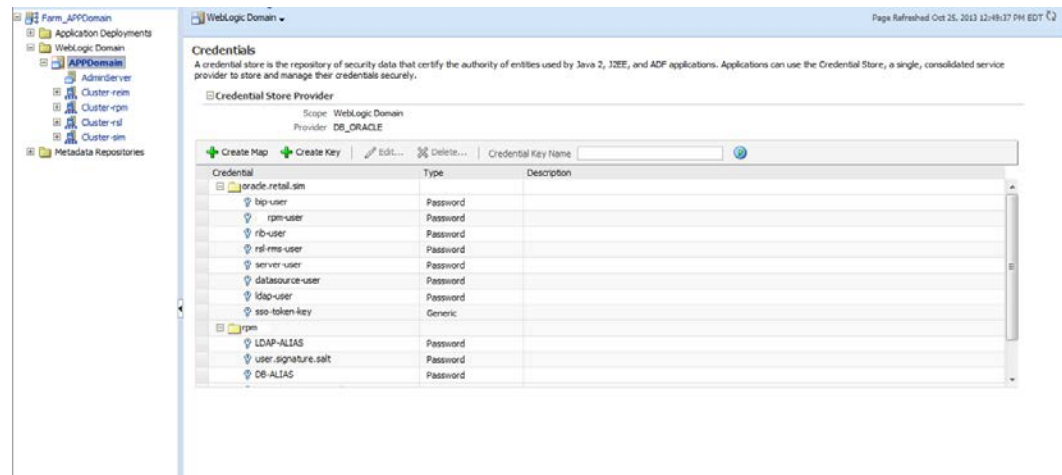 Farm_APPDomain
Application Deployments
WebLogic Domain
APPDomain
AdminServer
Cluster-reim
Cluster-rpm
Cluster-rsl
Cluster-sim
Metadata Repositories
WebLogic Domain
Page Refreshed Oct 25, 2013 12:49:37 PM EDT
Credentials
A credential store is the repository of security data that certify the authority of entities used by Java 2, J2EE, and ADF applications. Applications can use the Credential Store, a single, consolidated service
provider to store and manage their credentials securely.
Credential Store Provider
Scope WebLogic Domain
Provider DB_ORACLE
Create Map Create Key Edit... Delete... Credential Key Name
Credential Type Description
oracle.retail.sim
bip-user Password
rpm-user Password
rib-user Password
rsl-rms-user Password
server-user Password
datasource-user Password
ldap-user Password
sso-token-key Generic
rpm
LDAP-ALIAS Password
user.signature.salt Password
DB-ALIAS Password